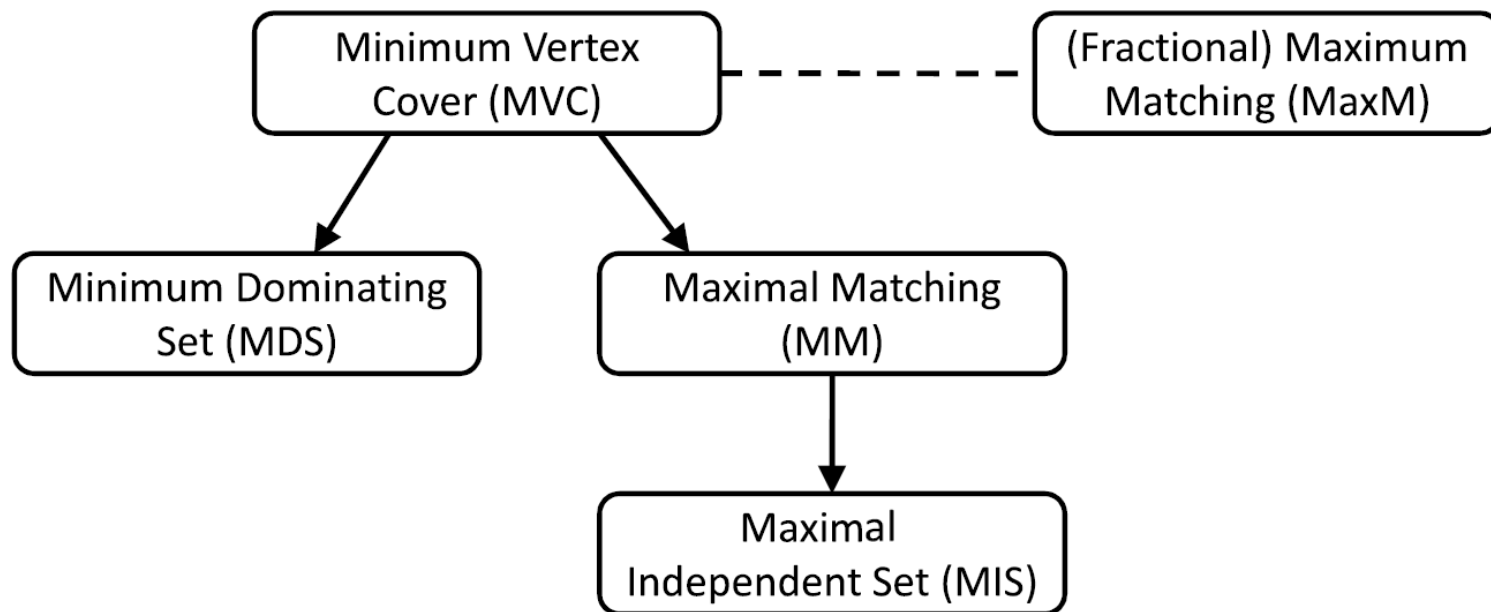 Minimum Vertex
Cover (MVC)
(Fractional) Maximum
Matching (MaxM)
Minimum Dominating
Set (MDS)
Maximal Matching
(MM)
Maximal
Independent Set (MIS)